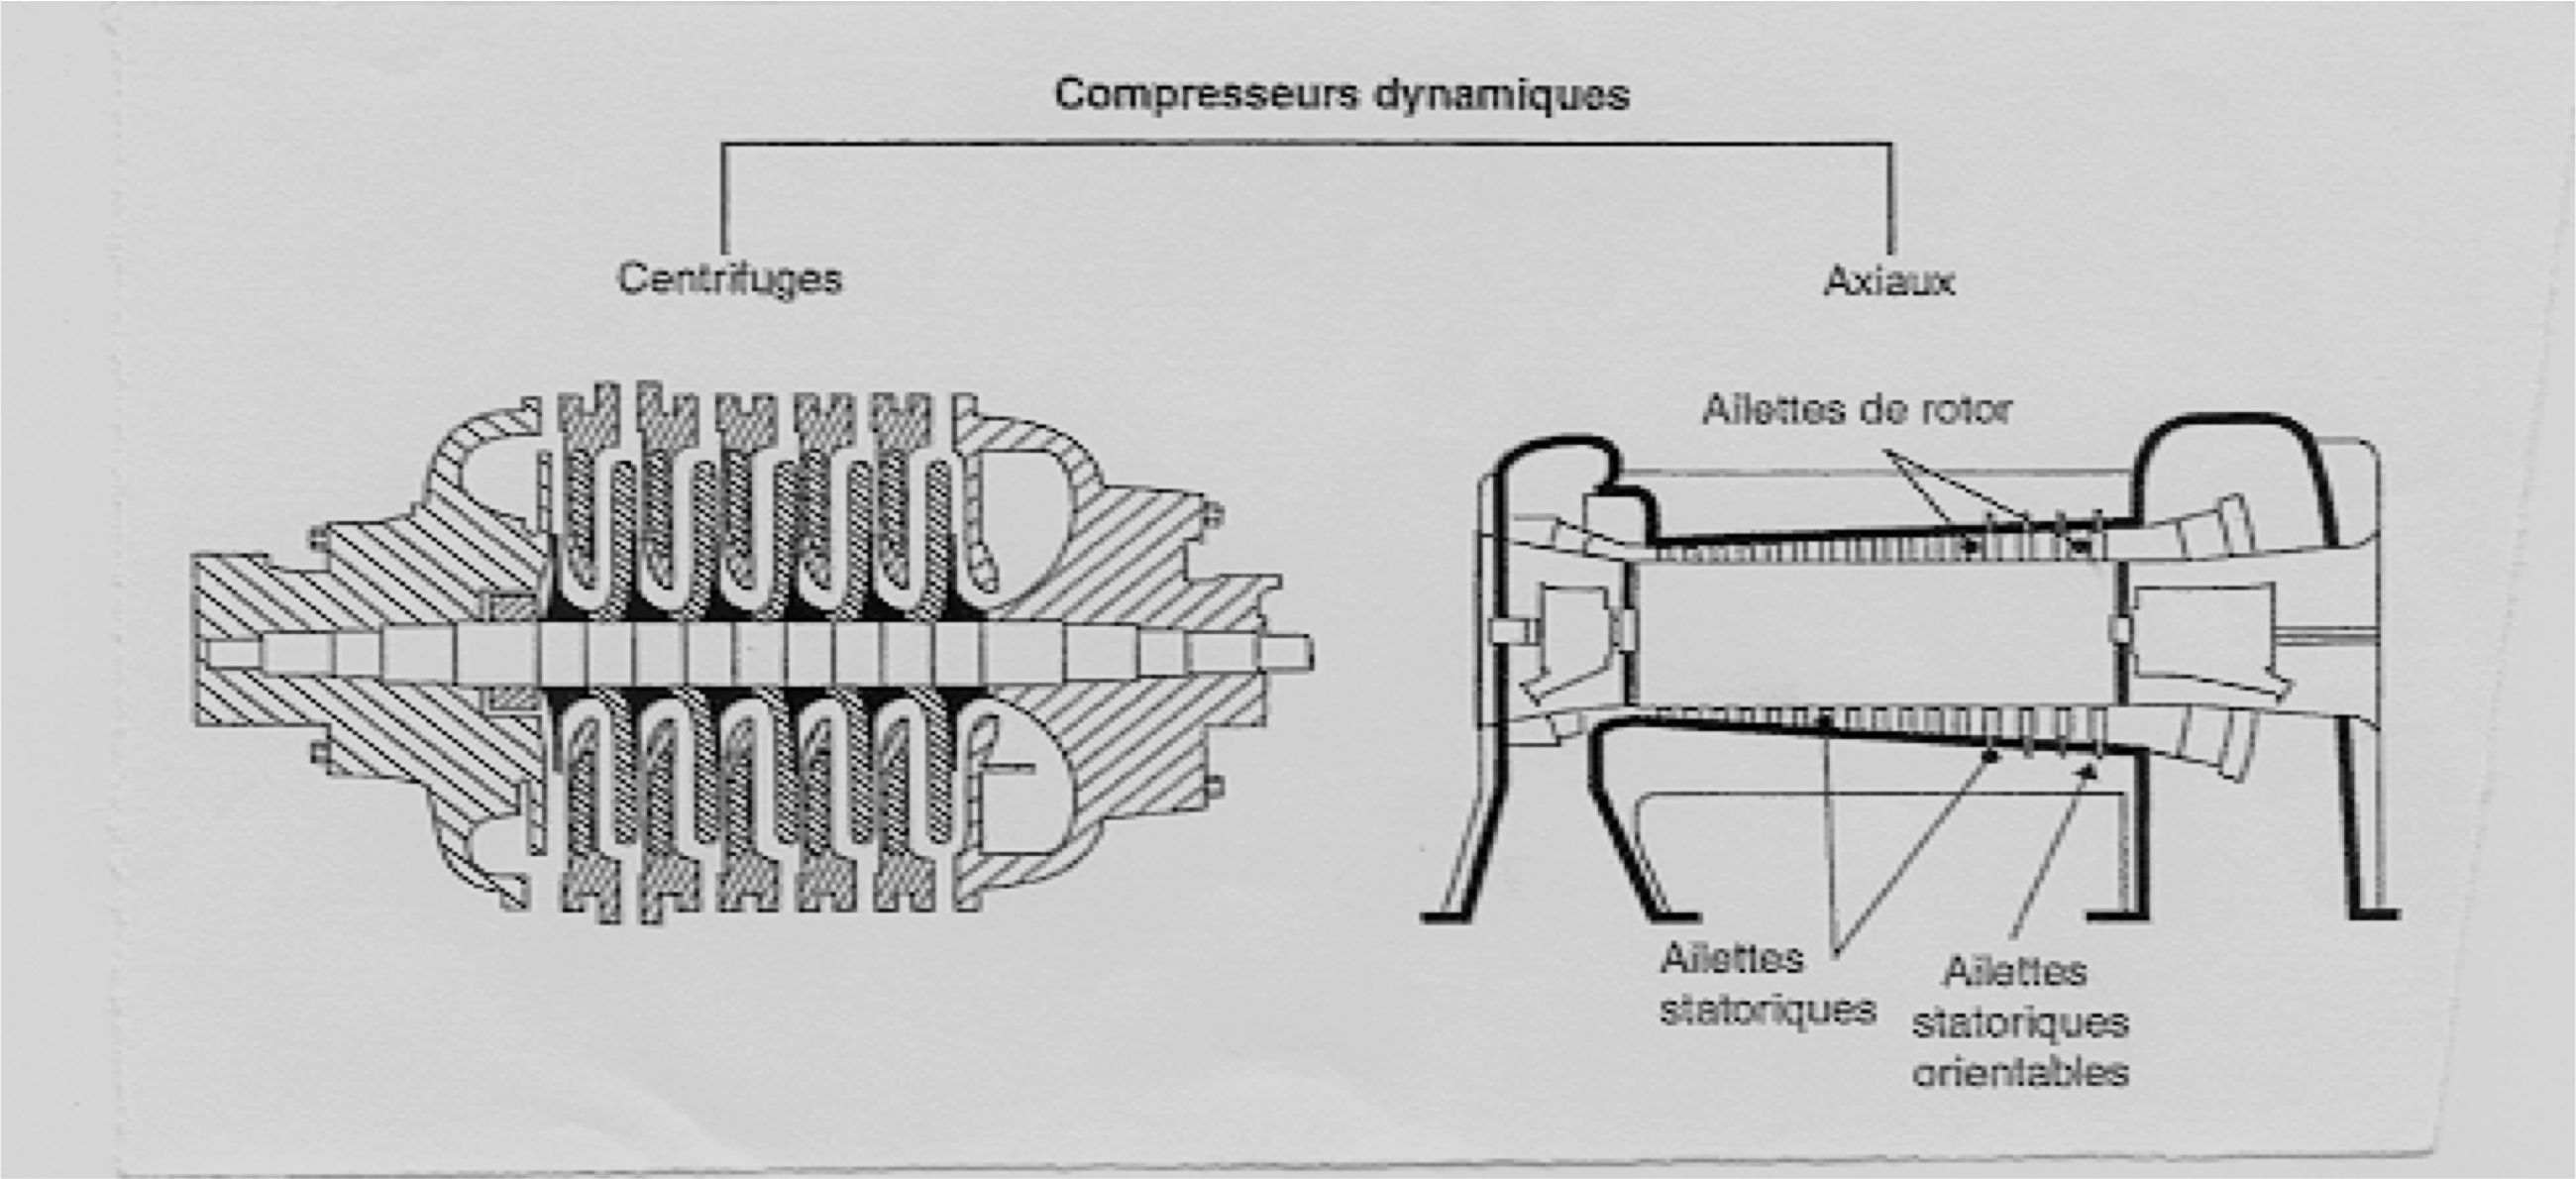 Compresseurs dynamiques
Centrifuges
Axiaux
Ailettes de rotor
Ailettes
statoriques
Ailettes
statoriques
orientables